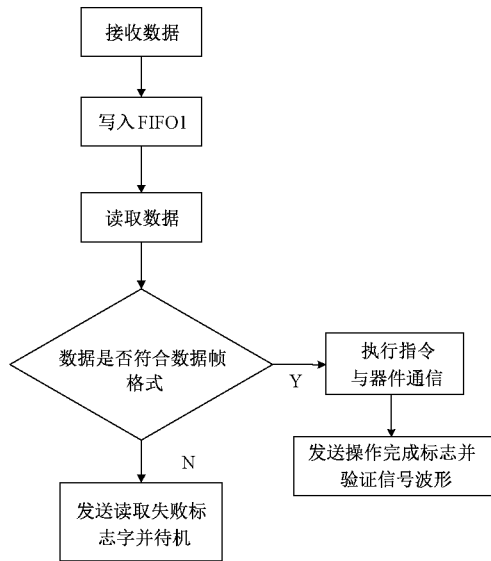 接收数据
写入FIFO1
读取数据
数据是否符合数据帧
格式
Y
执行指令
与器件通信
发送操作完成标志并
验证信号波形
N
发送读取失败标
志字并待机